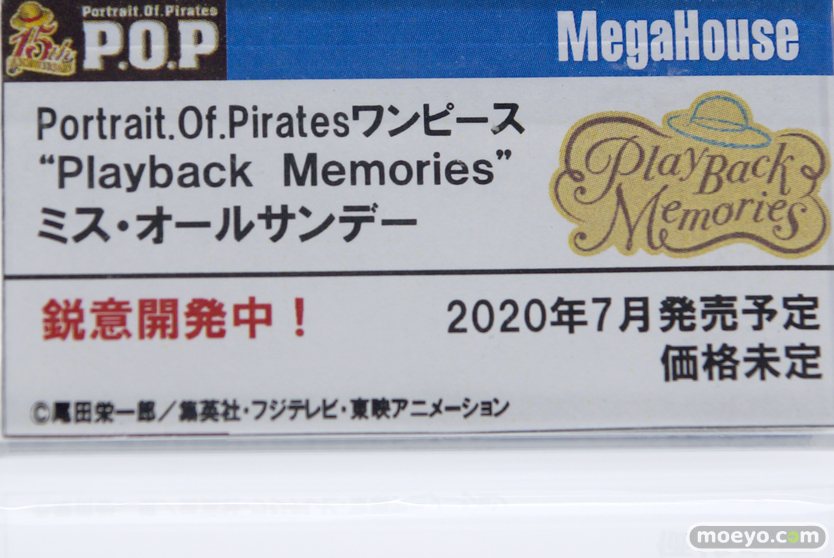 Portrait.Of.Pirates
15th
P.O.P
MegaHouse
Portrait.Of.Piratesワンピース
“Playback Memories”
ミス・オールサンデー
PlayBack
Memories
鋭意開発中！
2020年7月発売予定
価格未定
©尾田栄一郎／集英社・フジテレビ・東映アニメーション
moeyo.com